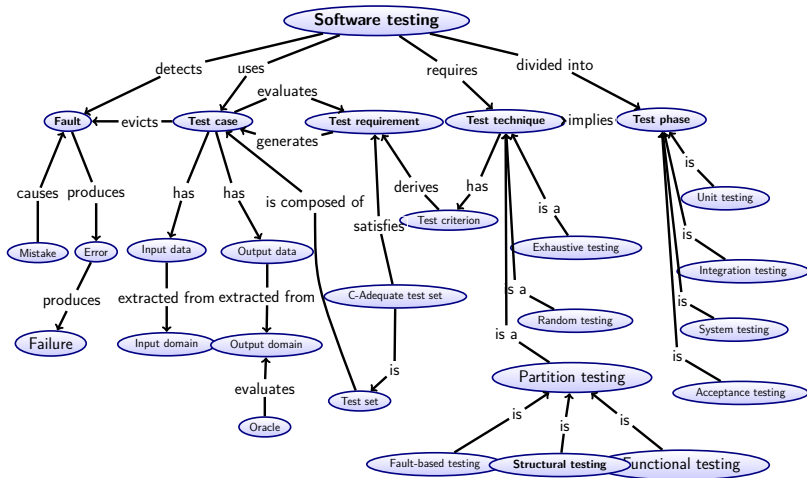 Software testing
detects
uses
requires
divided into
evaluates
Fault
evicts
Test case
Test requirement
Test technique
implies
Test phase
generates
is
causes
produces
has
has
is composed of
derives
has
Unit testing
satisfies
Test criterion
is a
Mistake
Error
Input data
Output data
Exhaustive testing
is
Integration testing
produces
extracted from
extracted from
C-Adequate test set
is a
is
Random testing
System testing
Failure
Input domain
Output domain
is a
is
is
Partition testing
evaluates
Test set
Acceptance testing
Oracle
is
is
is
Fault-based testing
Structural testing
Functional testing